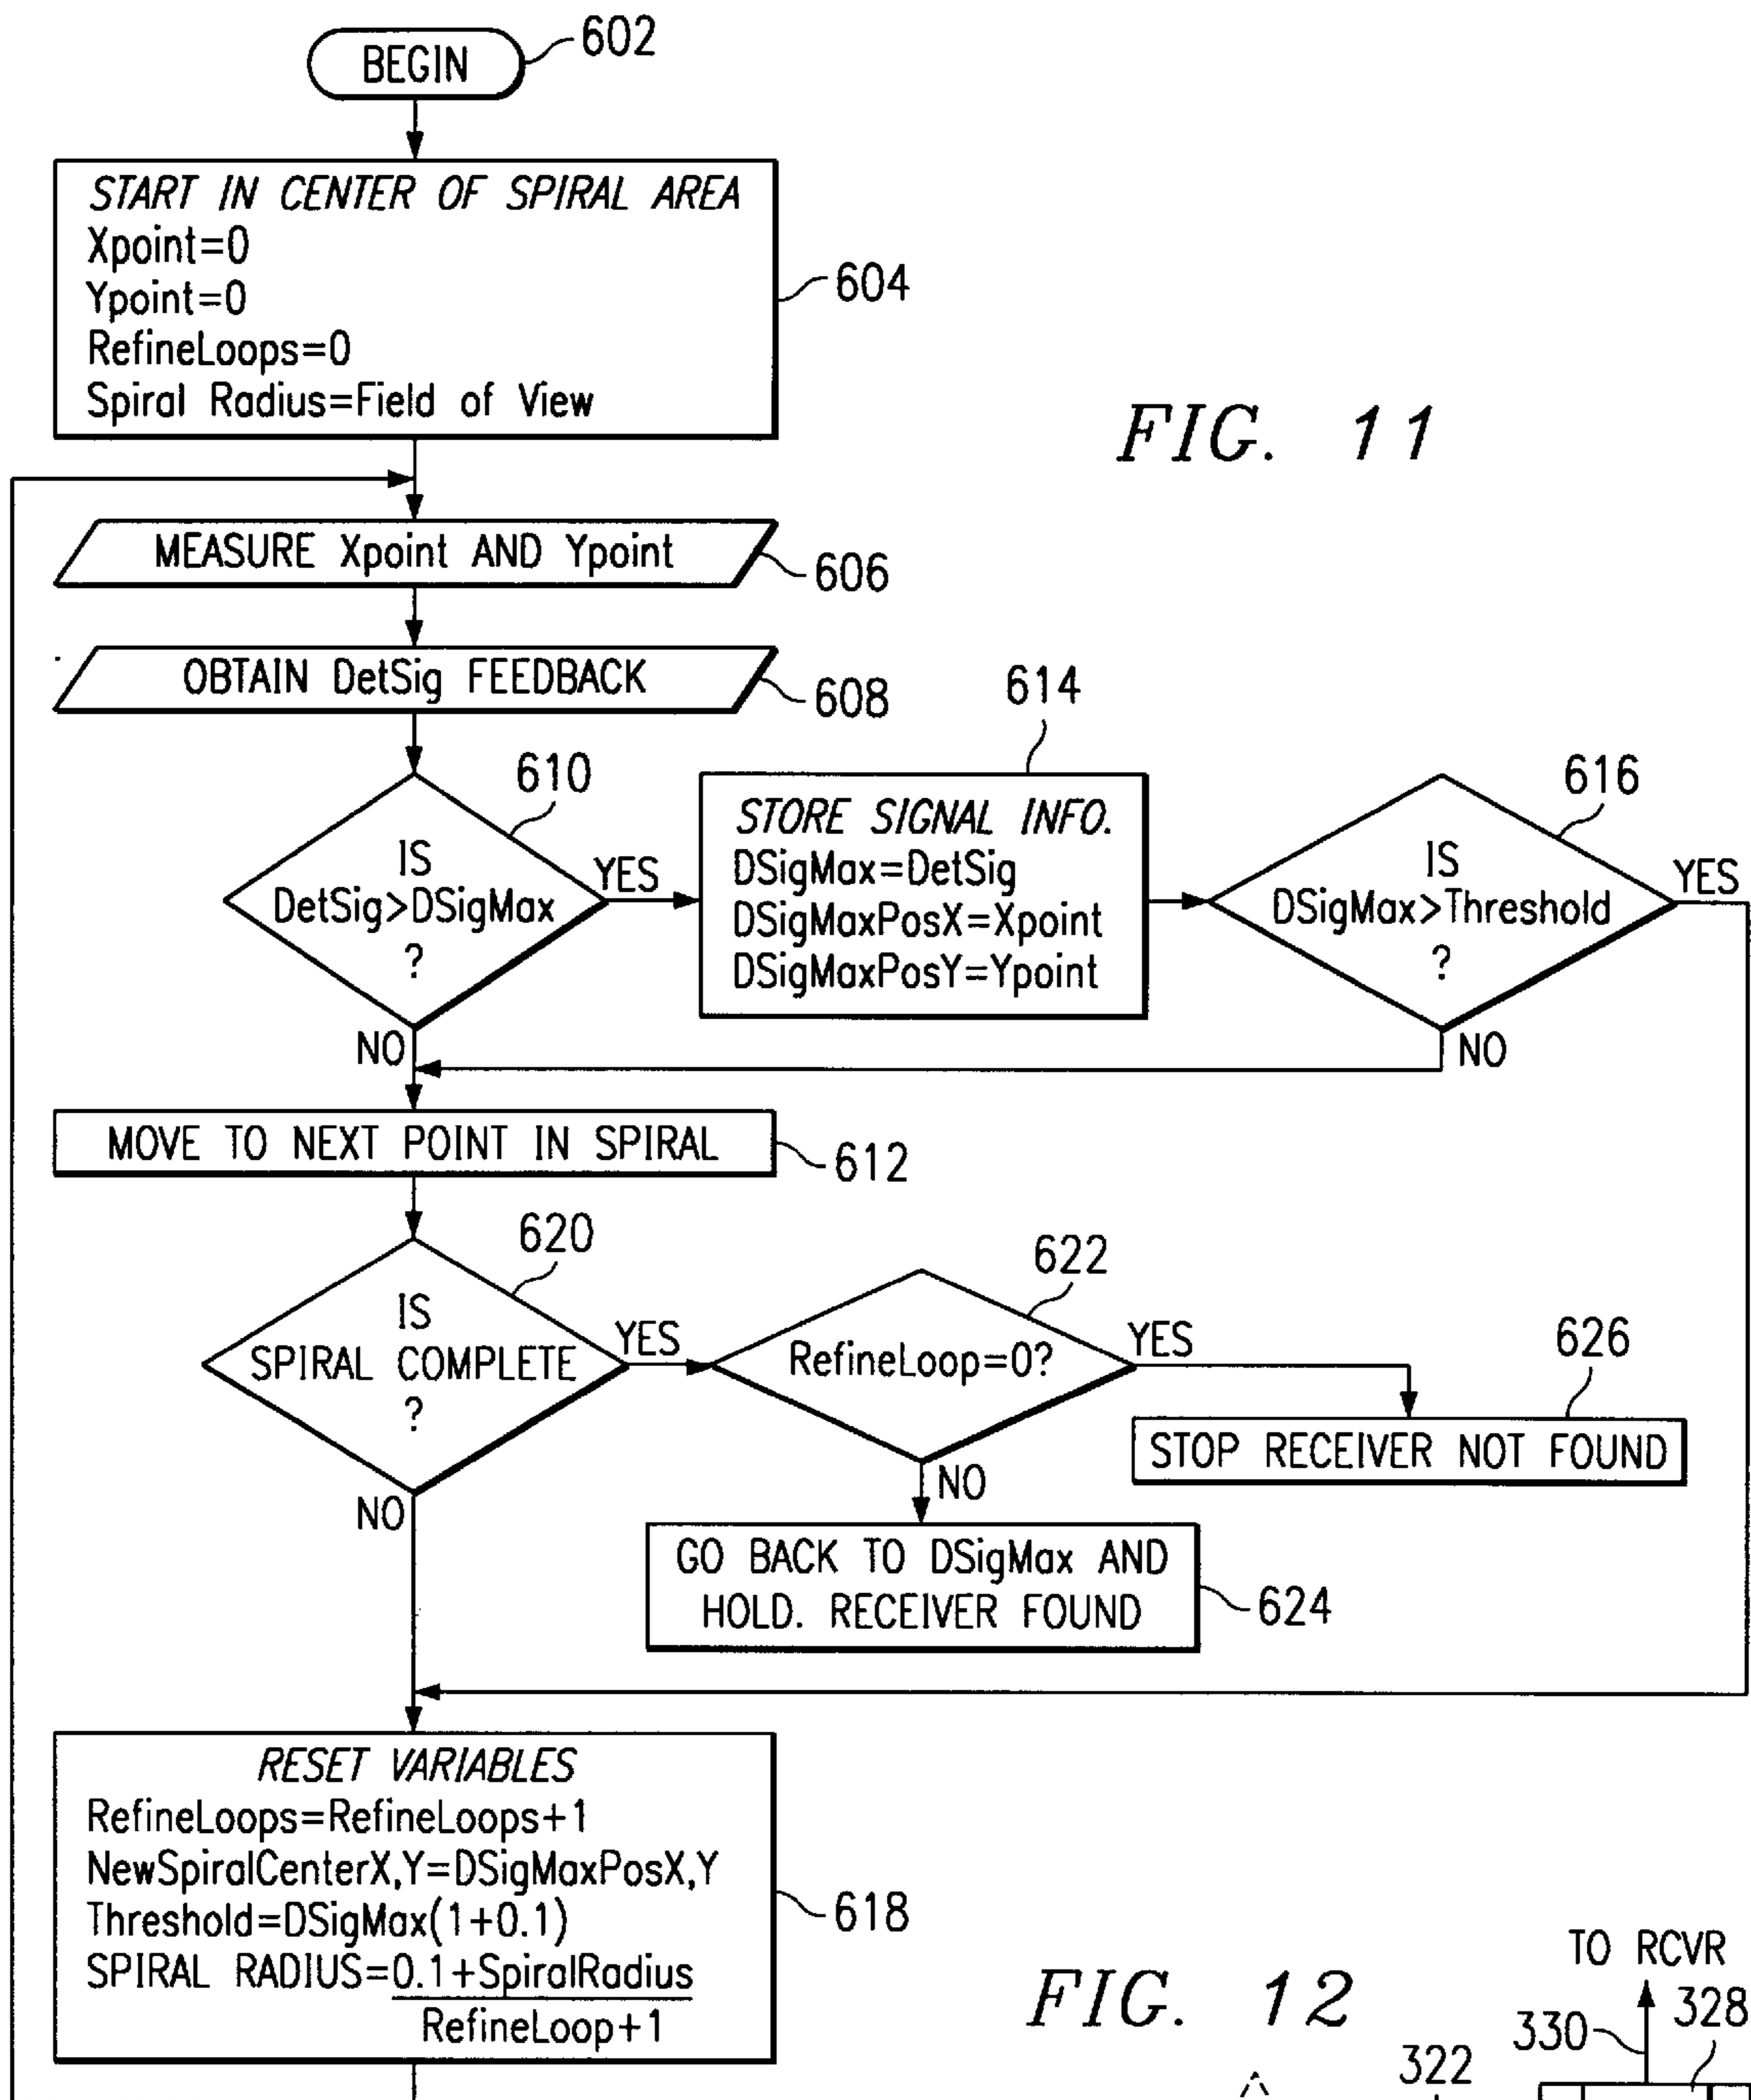 BEGIN
602
START IN CENTER OF SPIRAL AREA
Xpoint=0
Ypoint=0
RefineLoops=0
Spiral Radius=Field of View
604
FIG. 11
MEASURE Xpoint AND Ypoint
606
OBTAIN DetSig FEEDBACK
608
610
IS
DetSig>DSigMax
?
YES
NO
614
STORE SIGNAL INFO.
DSigMax=DetSig
DSigMaxPosX=Xpoint
DSigMaxPosY=Ypoint
616
IS
DSigMax>Threshold
?
YES
NO
MOVE TO NEXT POINT IN SPIRAL
612
620
IS
SPIRAL COMPLETE
?
YES
NO
622
RefineLoop=0?
YES
NO
626
STOP RECEIVER NOT FOUND
GO BACK TO DSigMax AND
HOLD. RECEIVER FOUND
624
RESET VARIABLES
RefineLoops=RefineLoops+1
NewSpiralCenterX,Y=DSigMaxPosX,Y
Threshold=DSigMax(1+0.1)
SPIRAL RADIUS=0.1+SpiralRadius
RefineLoop+1
618
FIG. 12
TO RCVR
330
328
322